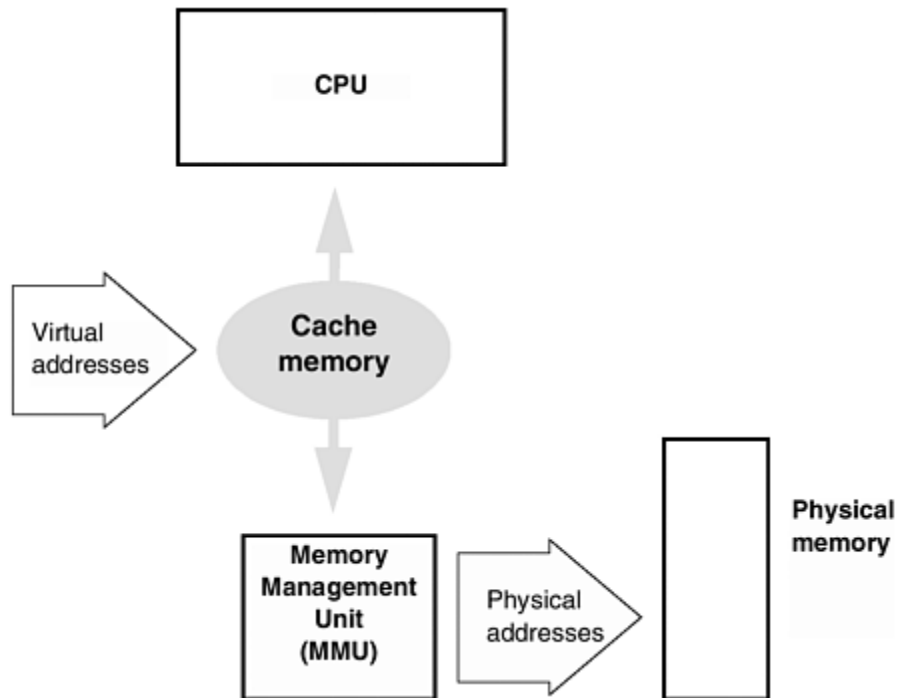 CPU
Virtual
addresses
Cache
memory
Memory
Management
Unit
(MMU)
Physical
addresses
Physical
memory